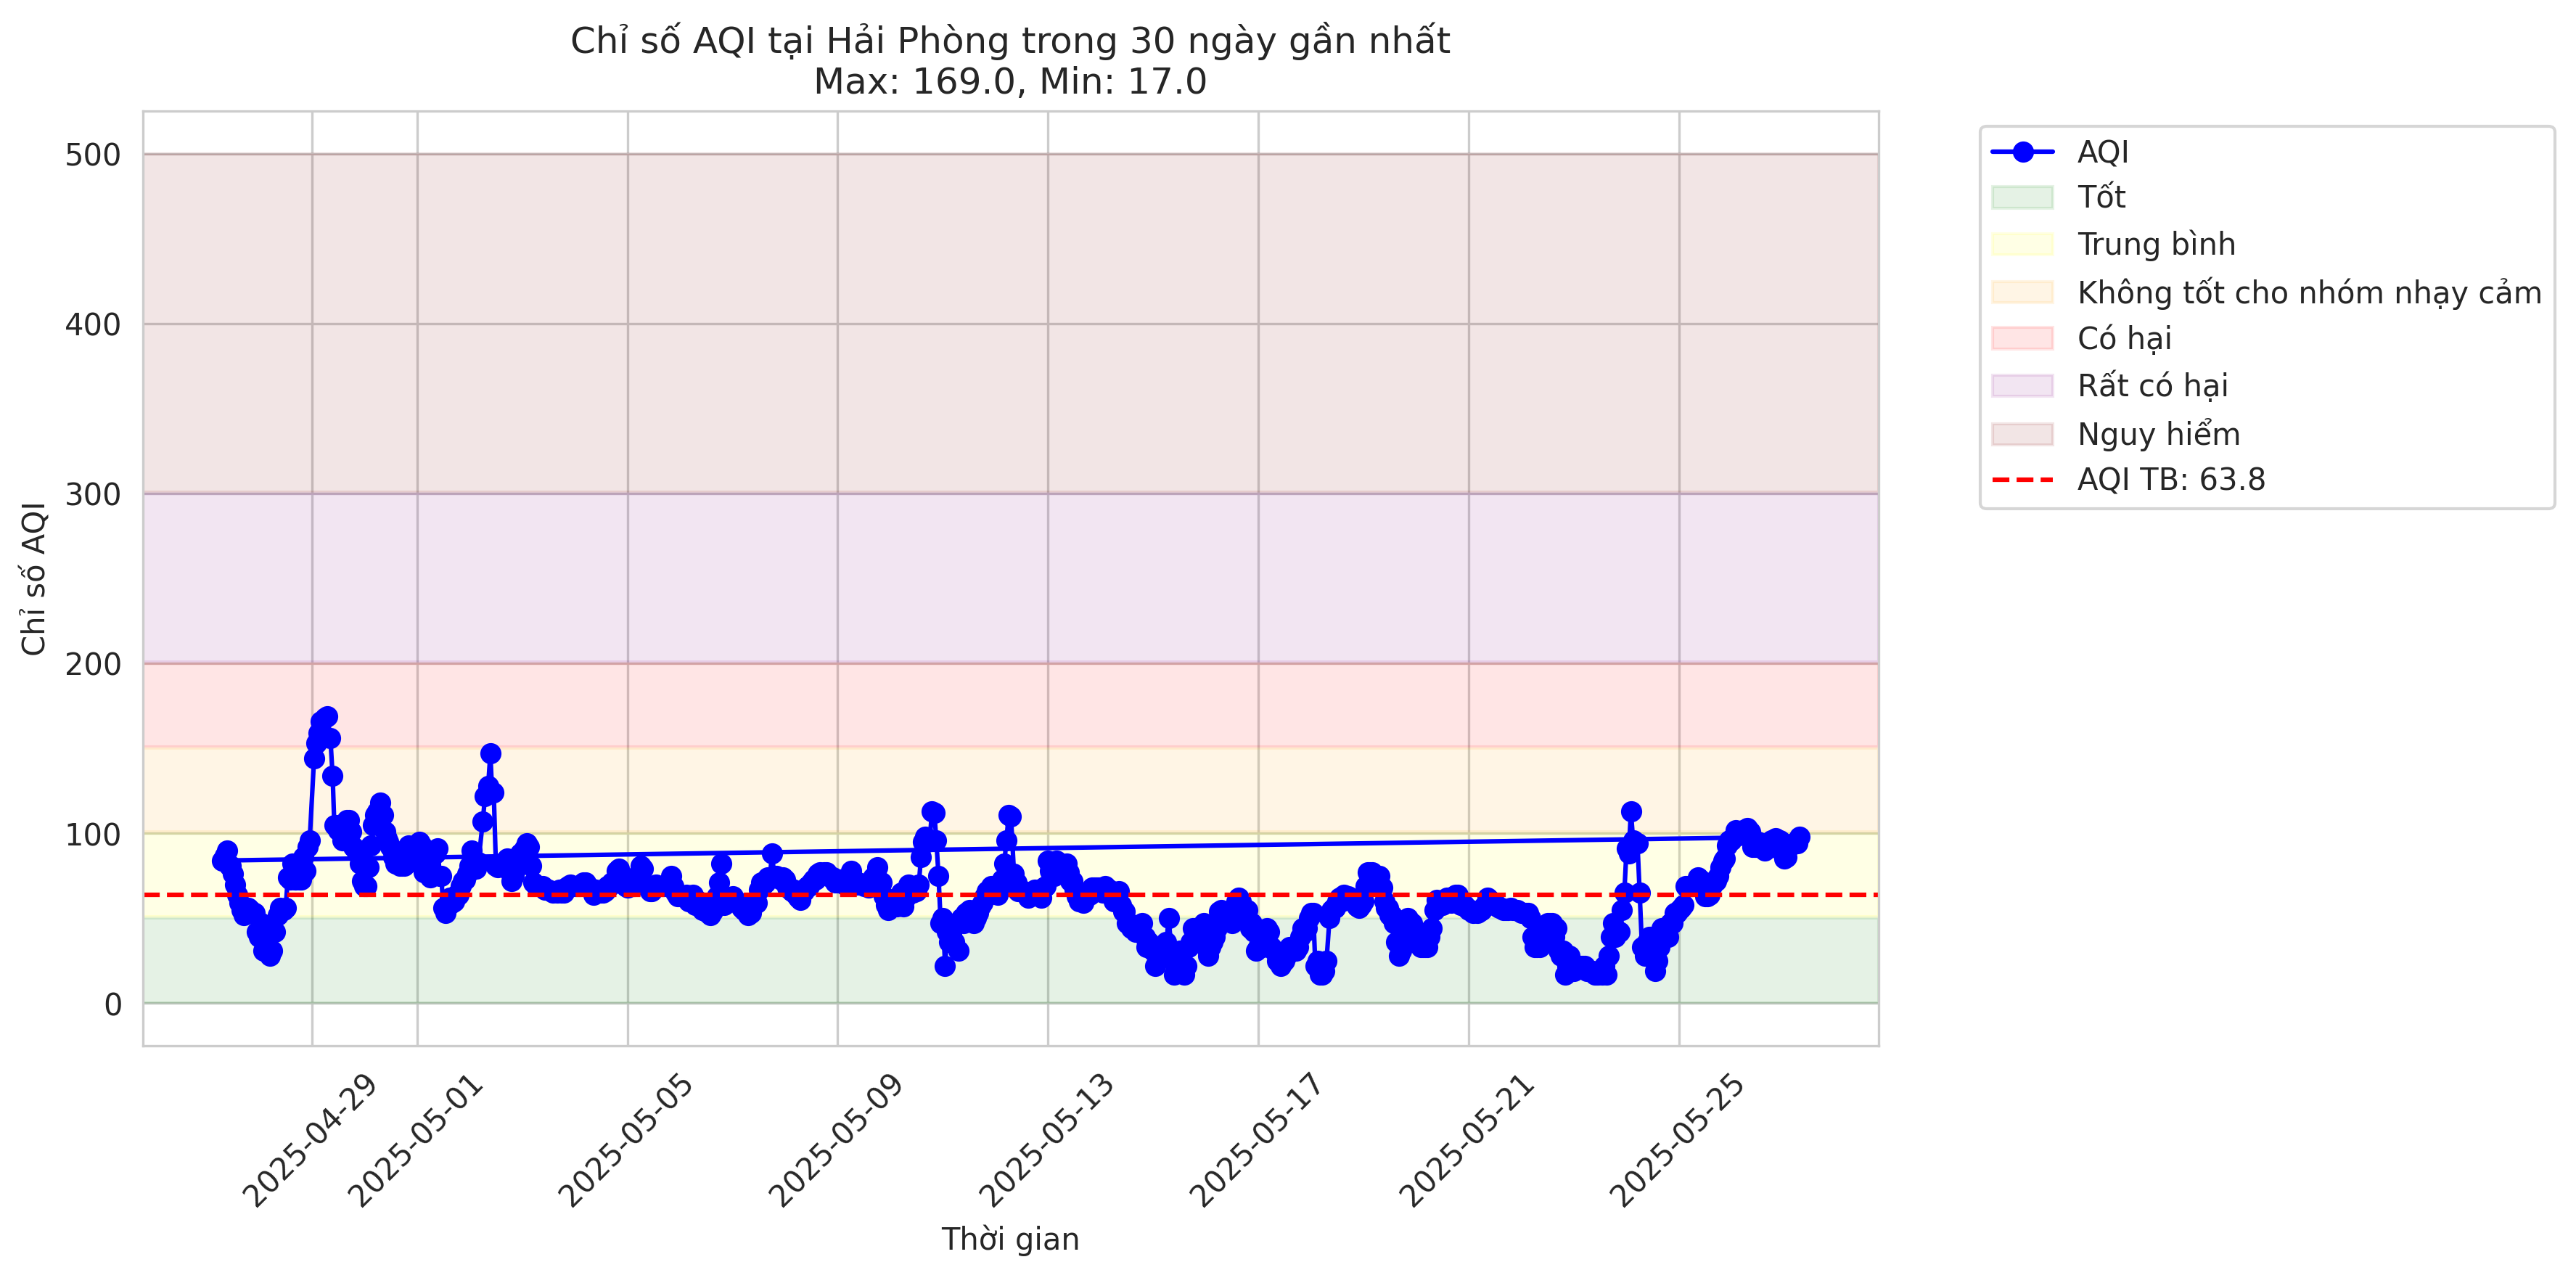 Chỉ số AQI tại Hải Phòng trong 30 ngày gần nhất
Max: 169.0, Min: 17.0
Chỉ số AQI
500
400
300
200
100
0
2025-04-29
2025-05-01
2025-05-05
2025-05-09
2025-05-13
2025-05-17
2025-05-21
2025-05-25
Thời gian
AQI
Tốt
Trung bình
Không tốt cho nhóm nhạy cảm
Có hại
Rất có hại
Nguy hiểm
AQI TB: 63.8